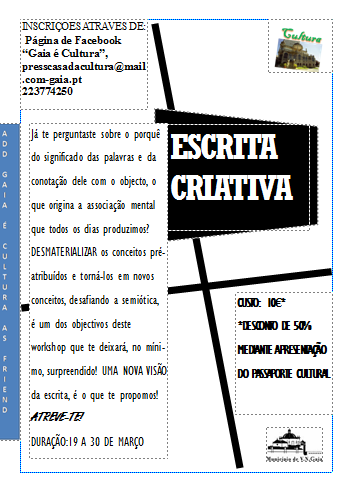 INSCRIÇÕES ATRAVES DE:
Página de Facebook
“Gaia é Cultura”,
presscasadacultura@mail
.com-gaia.pt
223774250
Cultura
ADD GAIA É CULTURA AS FRIEND
ESCRITA
CRIATIVA
Já te perguntaste sobre o porquê
do significado das palavras e da
conotação dele com o objecto, o
que origina a associação mental
que todos os dias produzimos?
DESMATERIALIZAR os conceitos pré-
atribuídos e torná-los em novos
conceitos, desafiando a semiótica,
é um dos objectivos deste
workshop que te deixará, no míni-
mo, surpreendido! UMA NOVA VISÃO
da escrita, é o que te propomos!
ATREVE-TE!
DURAÇÃO:19 A 30 DE MARÇO
CUSTO: 10€*
*DESCONTO DE 50%
MEDIANTE APRESENTAÇÃO
DO PASSAPORTE CULTURAL
Município de V.N.Gaia